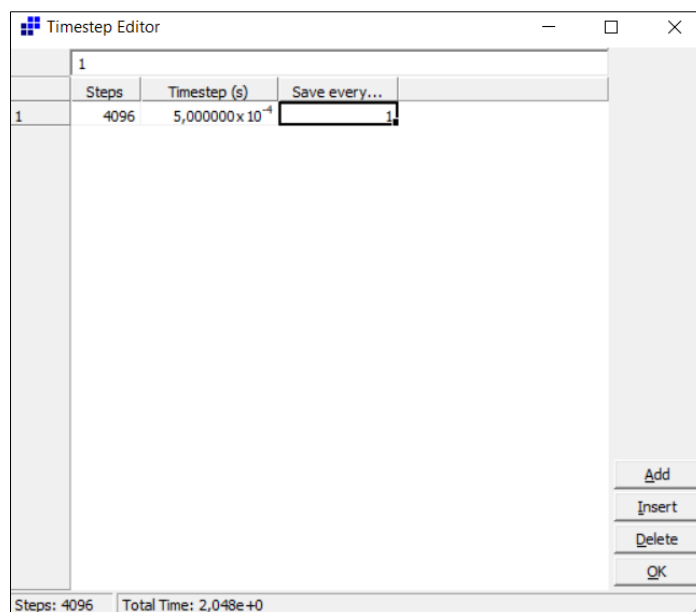 Timestep Editor
1
Steps Timestep (s) Save every...
1 4096 5,000000 x 10⁻⁴ 1
Add
Insert
Delete
OK
Steps: 4096 Total Time: 2,048e+0